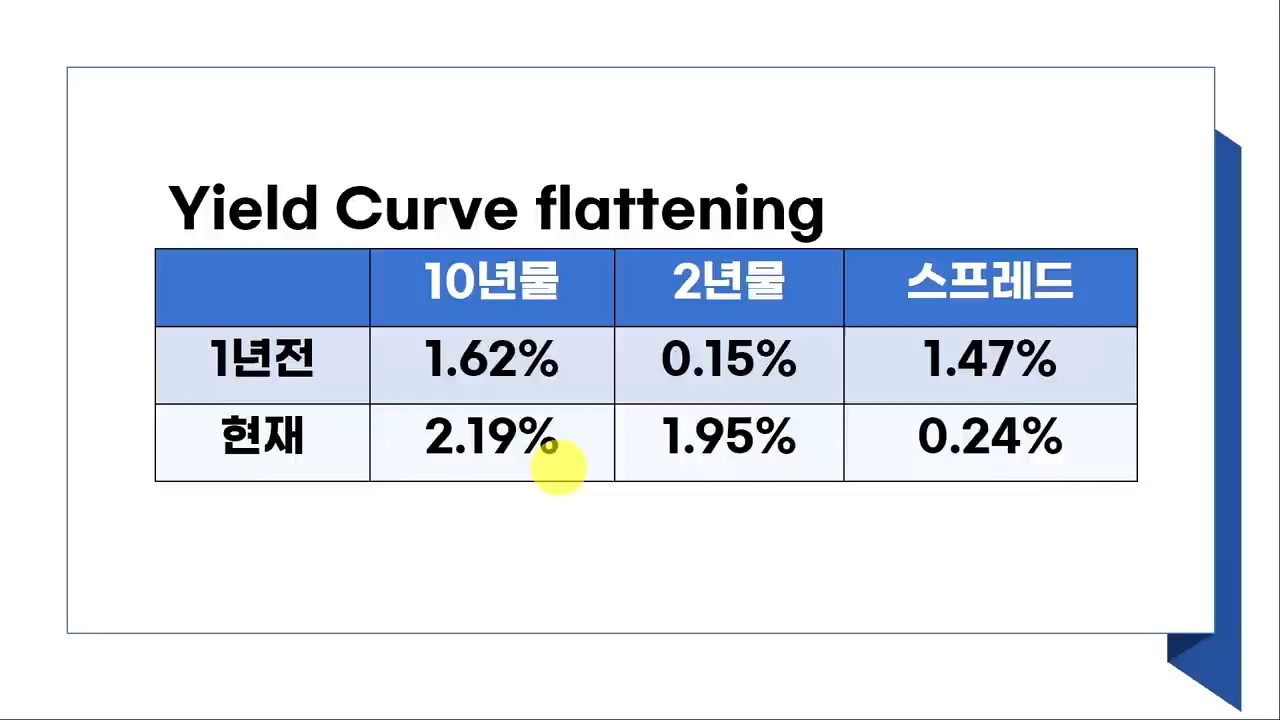 Yield Curve flattening
10년물 2년물 스프레드
1년전 1.62% 0.15% 1.47%
현재 2.19% 1.95% 0.24%